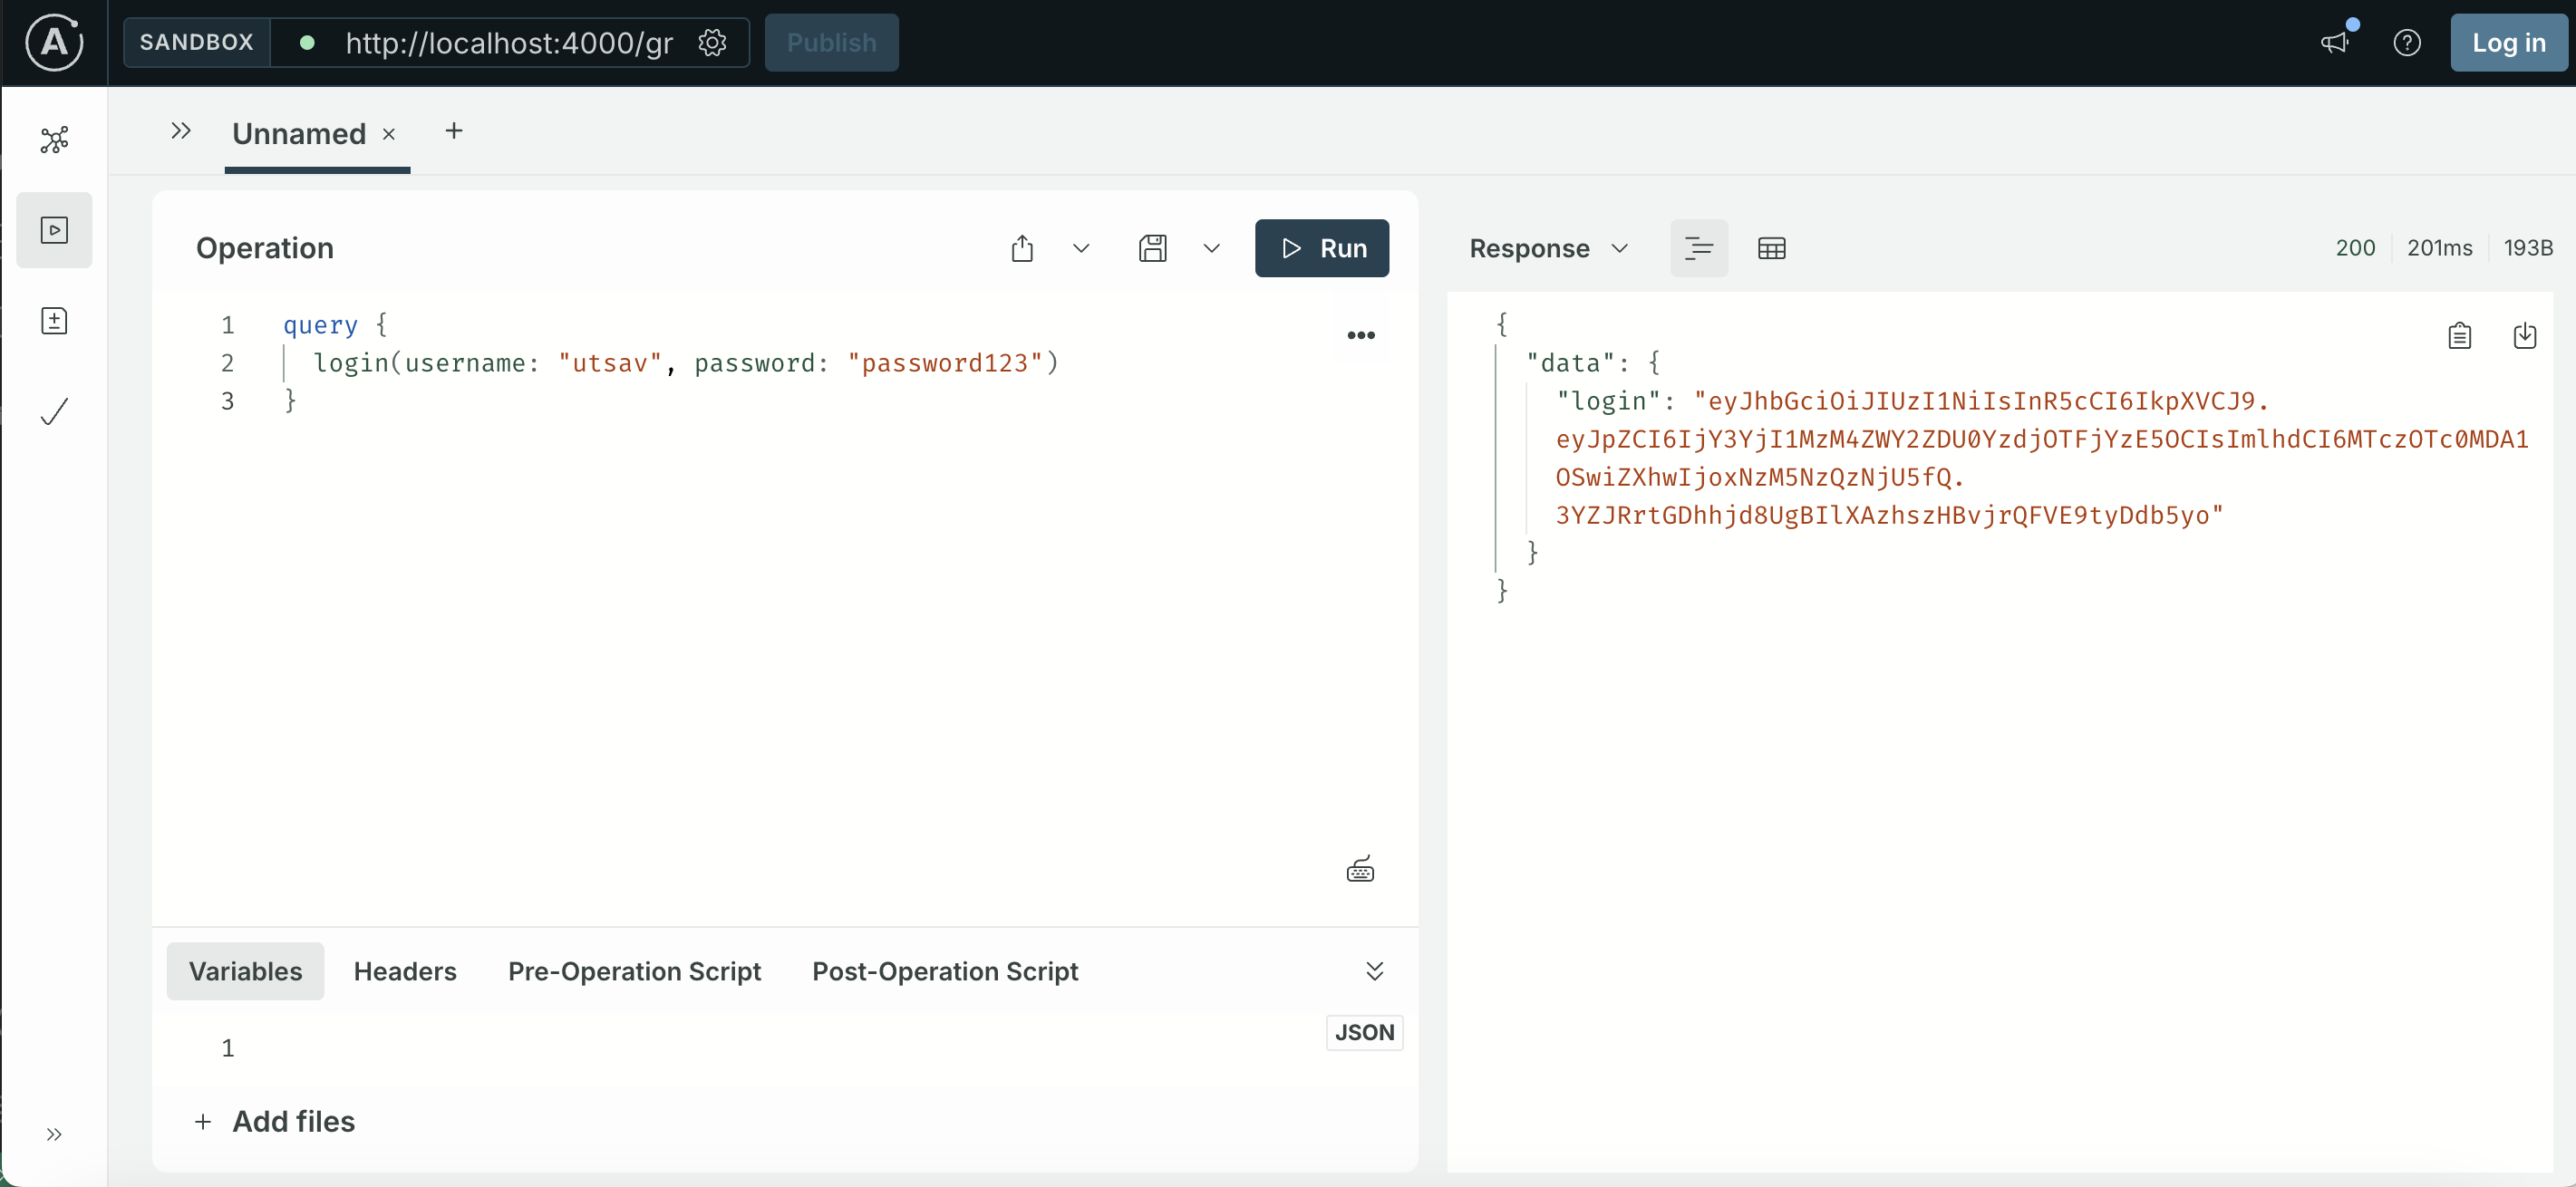 A
SANDBOX
http://localhost:4000/gr
Publish
?
Log in
Unnamed × +
Operation
Run
1 query {
2 login(username: "utsav", password: "password123")
3 }
Variables Headers Pre-Operation Script Post-Operation Script
JSON
1
+ Add files
Response
200 201ms 193B
{
"data": {
"login": "eyJhbGciOiJIUzI1NiIsInR5cCI6IkpXVCJ9.
eyJpZCI6IjY3YjI1MzM4ZWY2ZDU0YzdjOTFjYzE5OCIsImlhdCI6MTczOTc0MDA1
OSwiZXhwIjoxNzM5NzQzNjU5fQ.
3YZJRrtGDhhjd8UgBIlXAzhszHBvjrQFVE9tyDdb5yo"
}
}